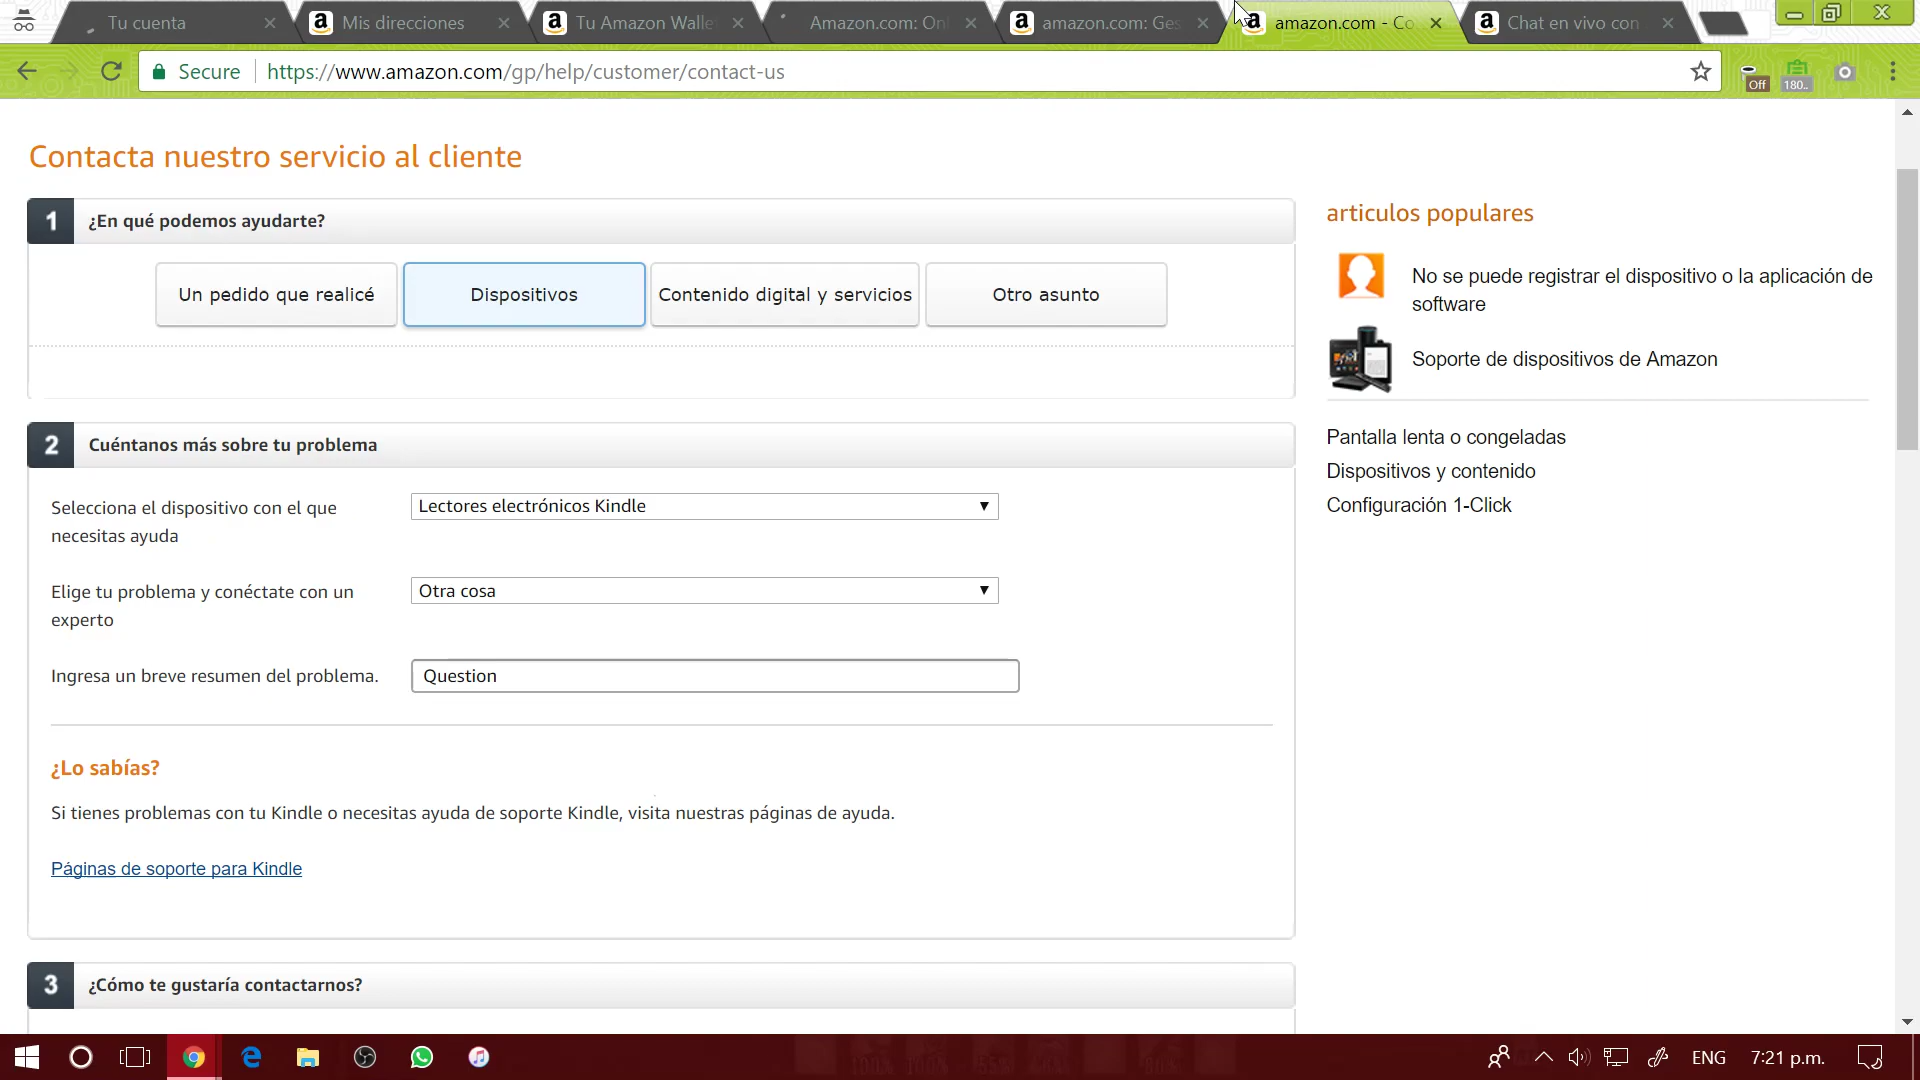 Tu cuenta
Mis direcciones
Tu Amazon Walle
Amazon.com: Onl
amazon.com: Ges
amazon.com - Co
Chat en vivo con
Secure
https://www.amazon.com/gp/help/customer/contact-us
Off
180..
Contacta nuestro servicio al cliente
1
¿En qué podemos ayudarte?
Un pedido que realicé
Dispositivos
Contenido digital y servicios
Otro asunto
2
Cuéntanos más sobre tu problema
Selecciona el dispositivo con el que
necesitas ayuda
Lectores electrónicos Kindle
Elige tu problema y conéctate con un
experto
Otra cosa
Ingresa un breve resumen del problema.
Question
¿Lo sabías?
Si tienes problemas con tu Kindle o necesitas ayuda de soporte Kindle, visita nuestras páginas de ayuda.
Páginas de soporte para Kindle
3
¿Cómo te gustaría contactarnos?
articulos populares
No se puede registrar el dispositivo o la aplicación de
software
Soporte de dispositivos de Amazon
Pantalla lenta o congeladas
Dispositivos y contenido
Configuración 1-Click
ENG
7:21 p.m.